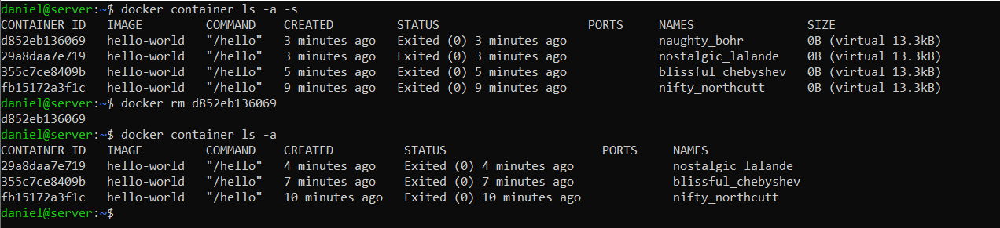 daniel@server:~$ docker container ls -a -s
CONTAINER ID   IMAGE         COMMAND    CREATED         STATUS                     PORTS     NAMES                SIZE
d852eb136069   hello-world   "/hello"   3 minutes ago   Exited (0) 3 minutes ago             naughty_bohr         0B (virtual 13.3kB)
29a8daa7e719   hello-world   "/hello"   3 minutes ago   Exited (0) 3 minutes ago             nostalgic_lalande    0B (virtual 13.3kB)
355c7ce8409b   hello-world   "/hello"   5 minutes ago   Exited (0) 5 minutes ago             blissful_chebyshev   0B (virtual 13.3kB)
fb15172a3f1c   hello-world   "/hello"   9 minutes ago   Exited (0) 9 minutes ago             nifty_northcutt      0B (virtual 13.3kB)
daniel@server:~$ docker rm d852eb136069
d852eb136069
daniel@server:~$ docker container ls -a
CONTAINER ID   IMAGE         COMMAND    CREATED          STATUS                      PORTS     NAMES
29a8daa7e719   hello-world   "/hello"   4 minutes ago    Exited (0) 4 minutes ago              nostalgic_lalande
355c7ce8409b   hello-world   "/hello"   7 minutes ago    Exited (0) 7 minutes ago              blissful_chebyshev
fb15172a3f1c   hello-world   "/hello"   10 minutes ago   Exited (0) 10 minutes ago             nifty_northcutt
daniel@server:~$